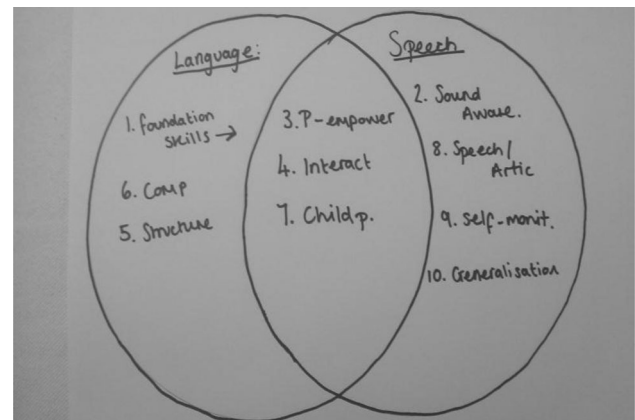 Language:
1. Foundation
skills →
6. Comp
5. Structure
3. P-empower
4. Interact
7. Child p.
Speech
2. Sound
Aware.
8. Speech/
Artic
9. Self-monit.
10. Generalisation